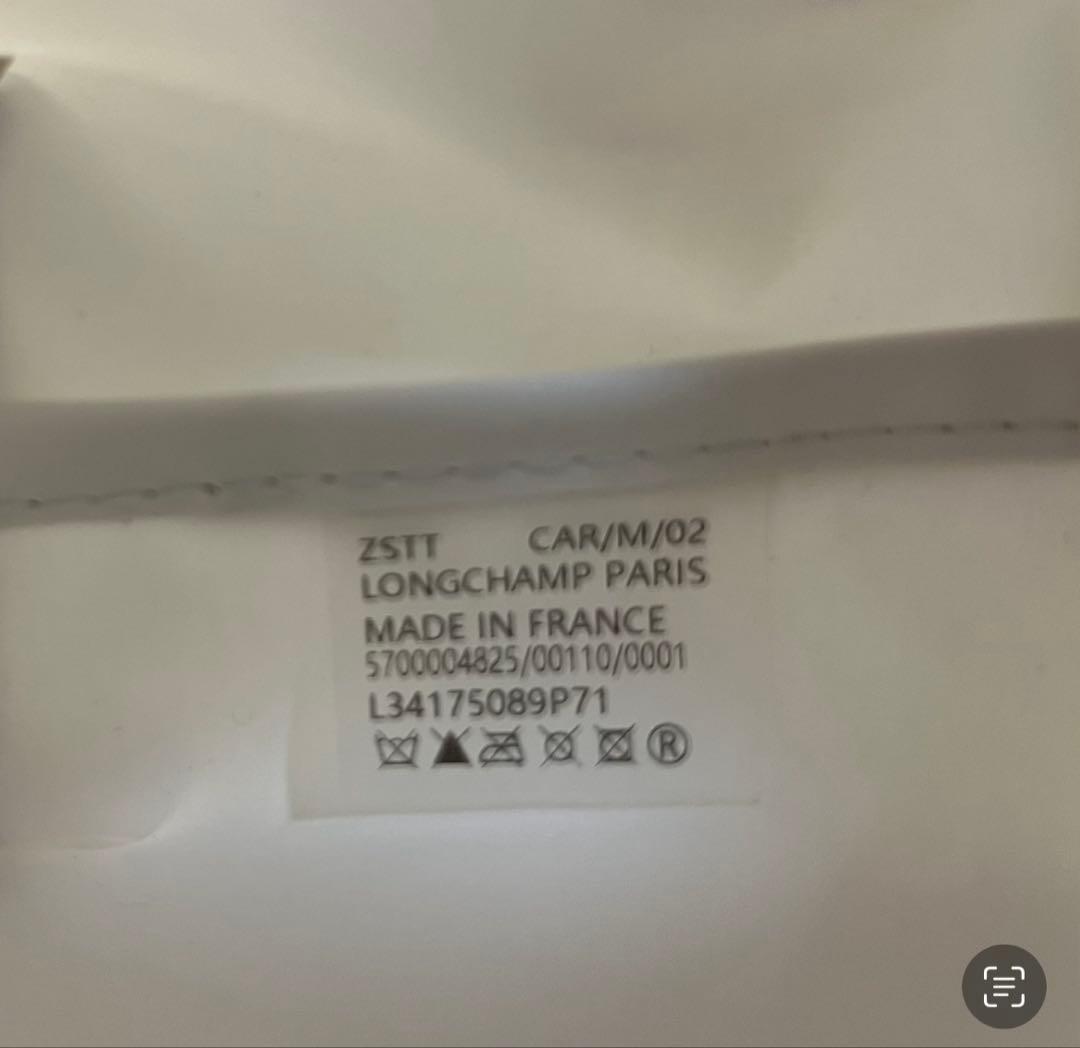 ZSTT CAR/M/02
LONGCHAMP PARIS
MADE IN FRANCE
5700004825/00110/0001
L34175089P71
®